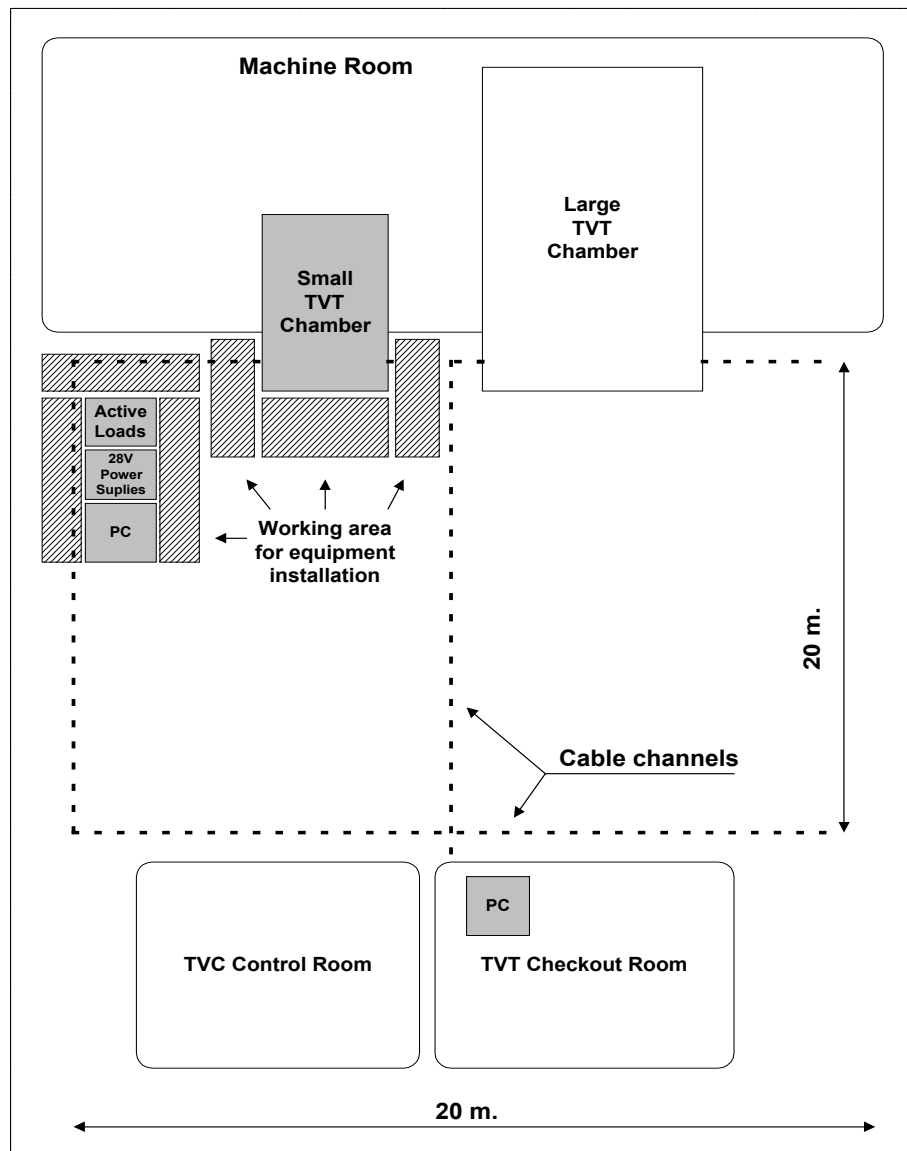 Machine Room
Large
TVT
Chamber
Small
TVT
Chamber
Active
Loads
28V
Power
Suplies
PC
Working area
for equipment
installation
20 m.
Cable channels
PC
TVC Control Room
TVT Checkout Room
20 m.